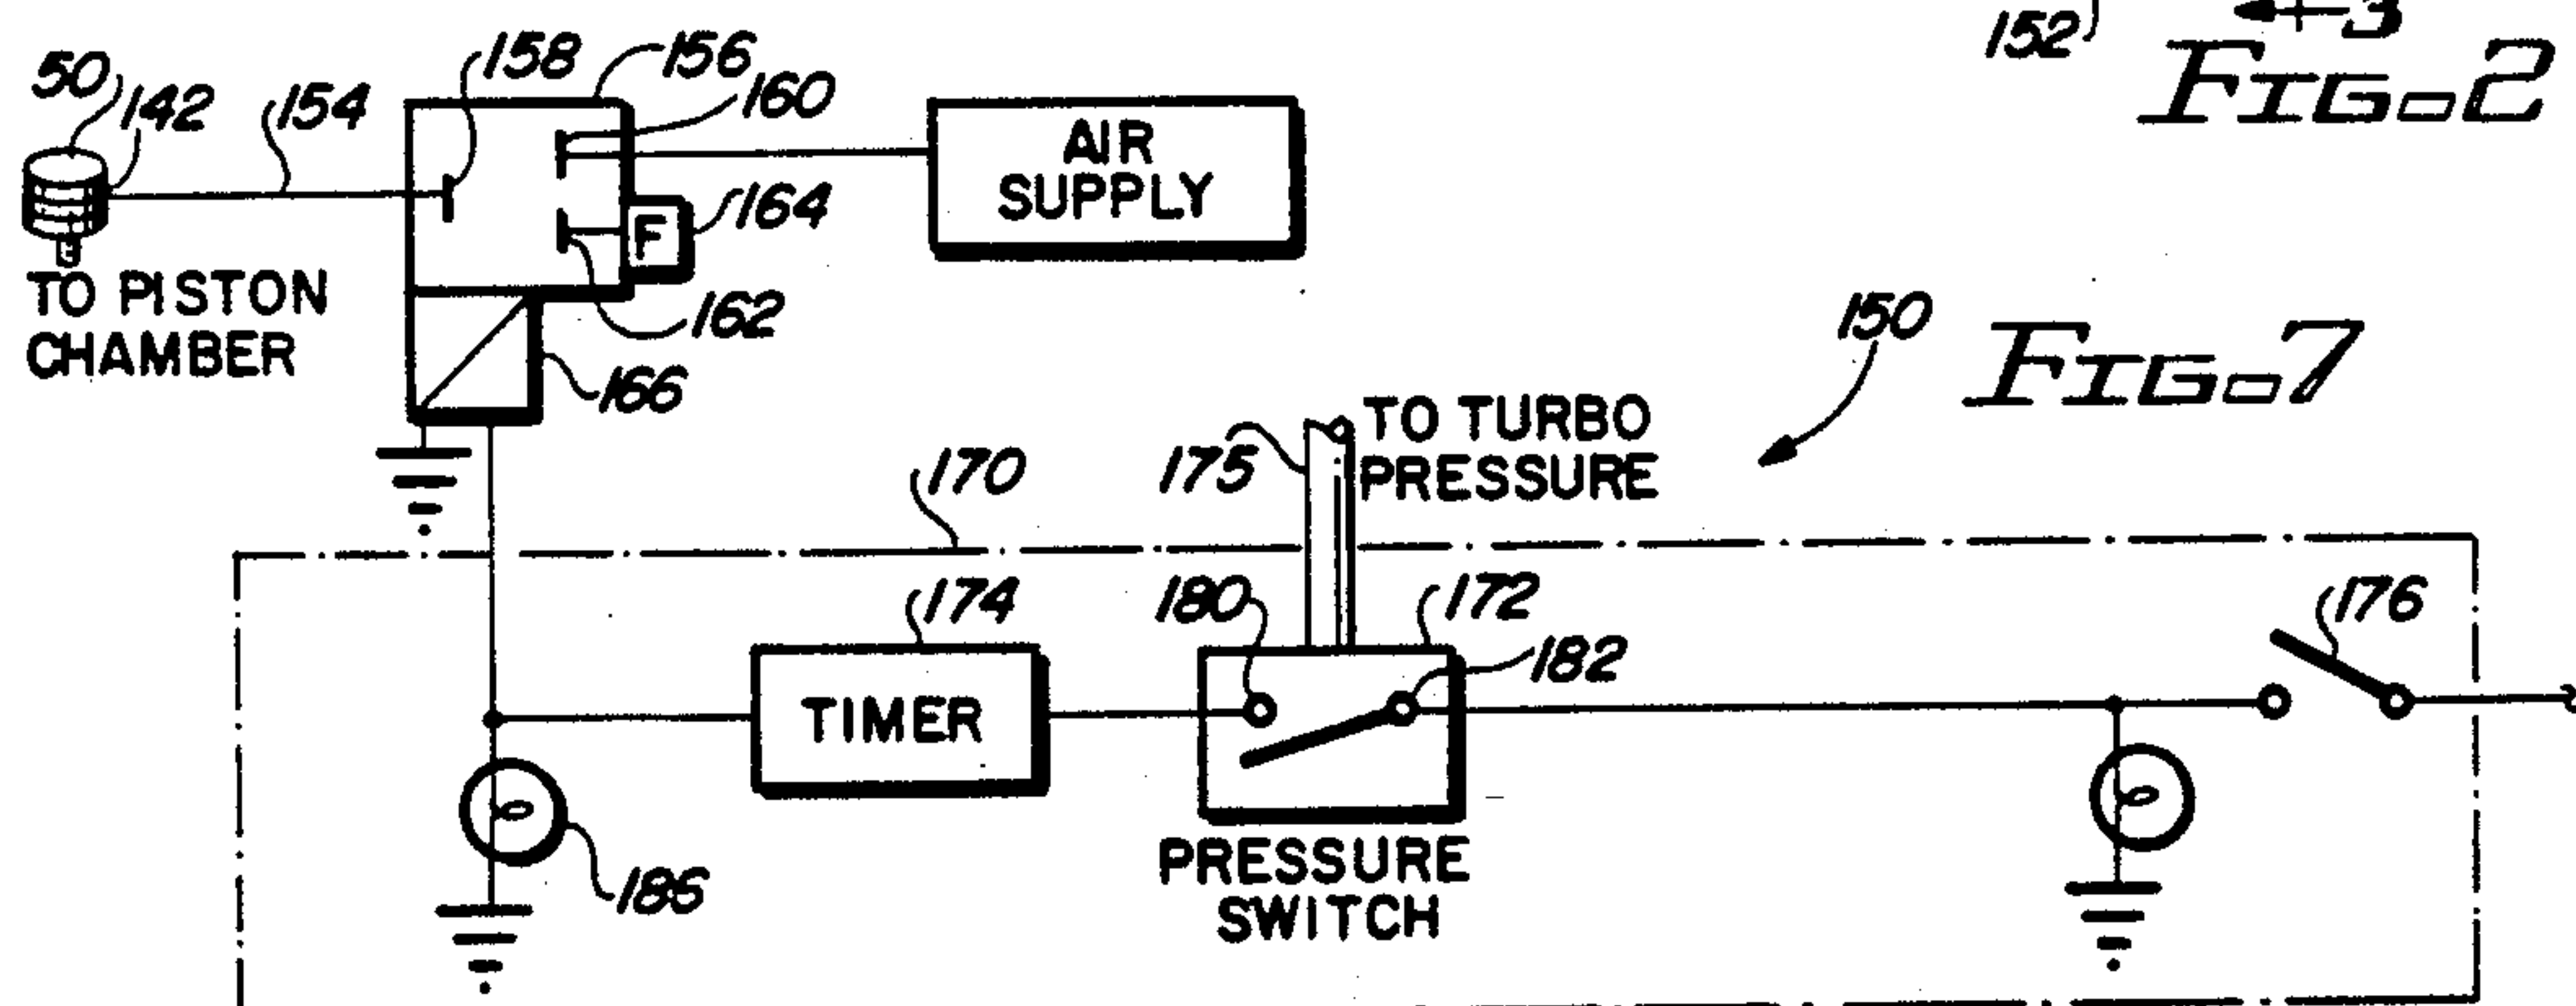 152
3
FIG. 2
50
142
154
158
156
160
AIR
SUPPLY
164
F
162
TO PISTON
CHAMBER
166
150
FIG. 7
TO TURBO
PRESSURE
175
170
174
180
172
182
176
TIMER
186
PRESSURE
SWITCH